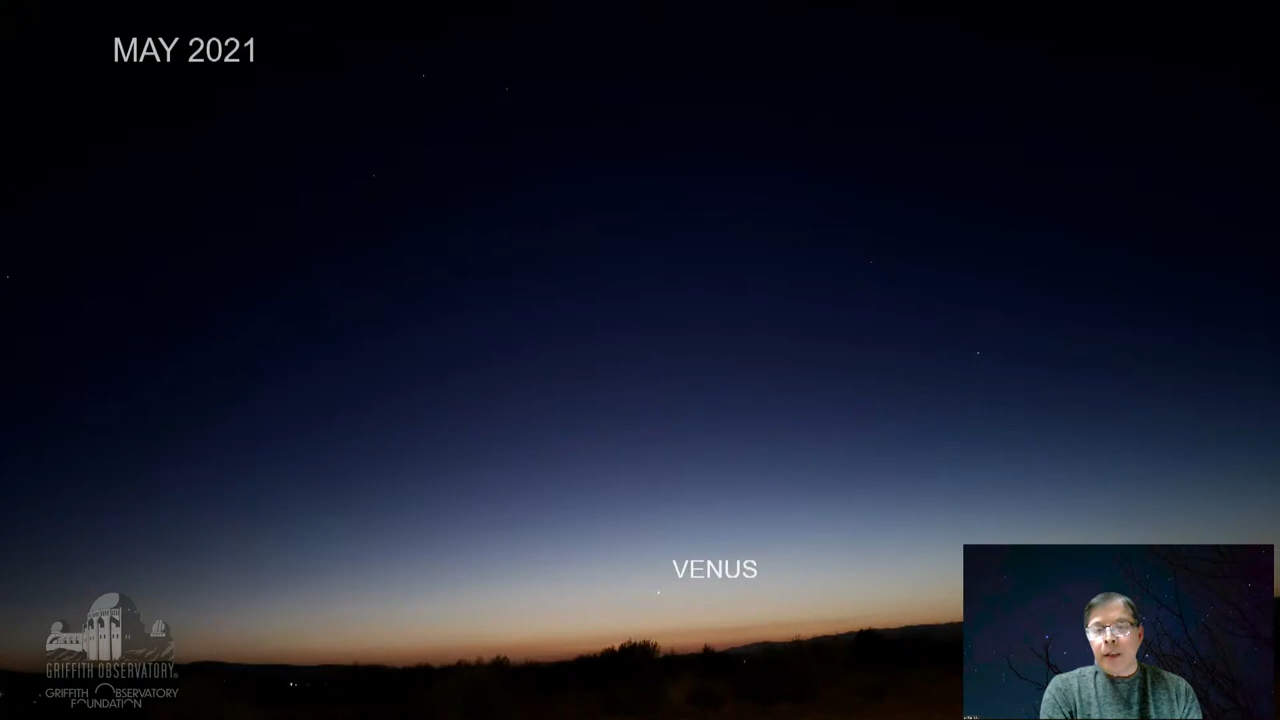 MAY 2021
VENUS
GRIFFITH OBSERVATORY
GRIFFITH OBSERVATORY
FOUNDATION